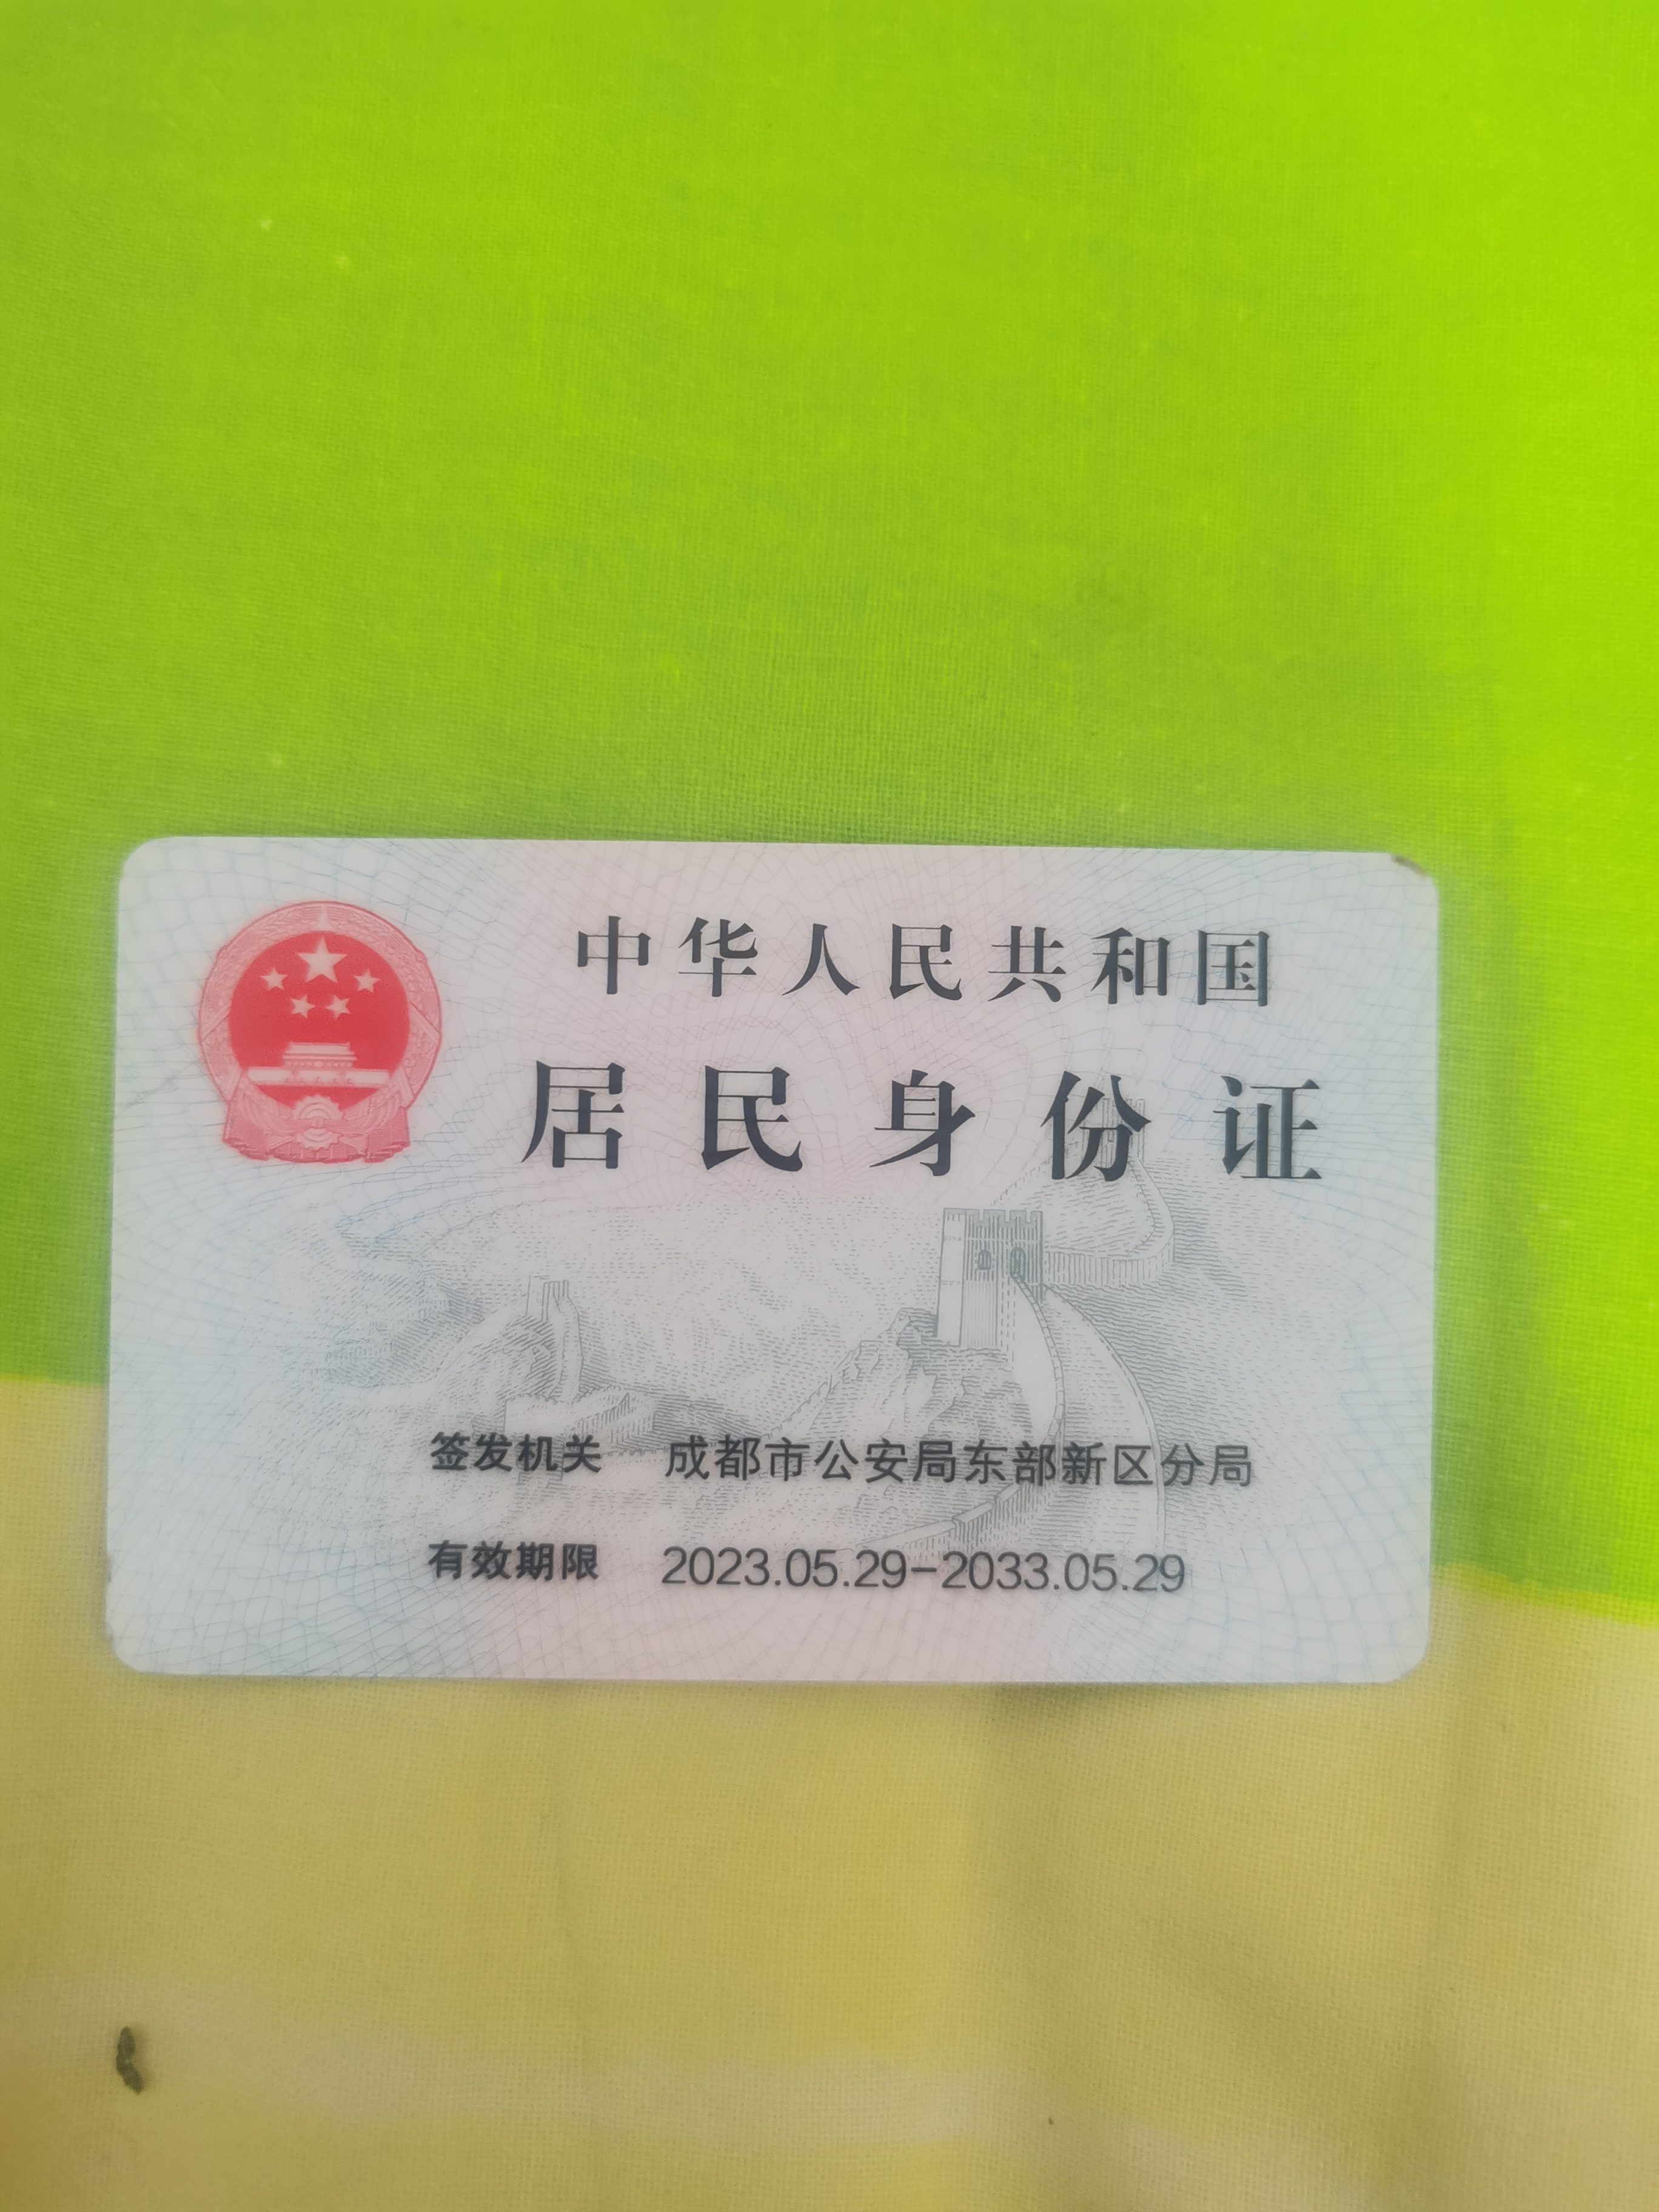 中华人民共和国
居民身份证
签发机关 成都市公安局东部新区分局
有效期限 2023.05.29-2033.05.29